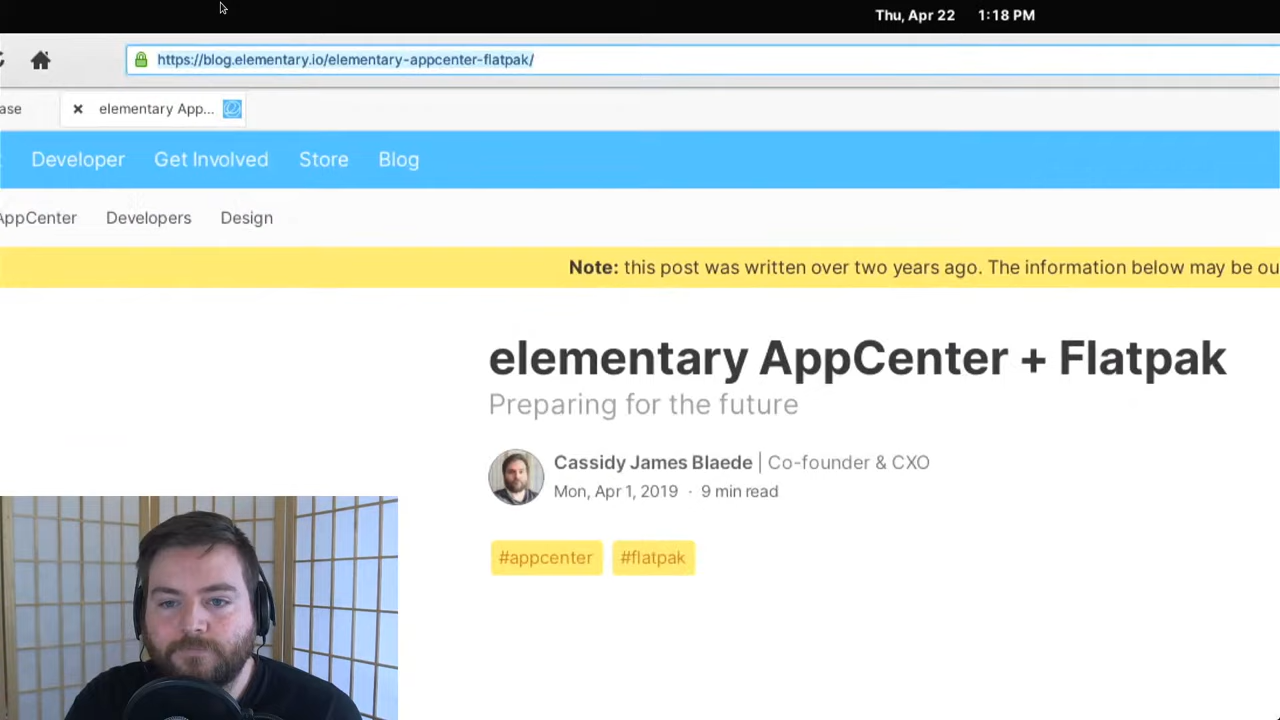 Thu, Apr 22 1:18 PM
https://blog.elementary.io/elementary-appcenter-flatpak/
ase
elementary App...
Developer Get Involved Store Blog
AppCenter Developers Design
Note: this post was written over two years ago. The information below may be ou
elementary AppCenter + Flatpak
Preparing for the future
Cassidy James Blaede | Co-founder & CXO
Mon, Apr 1, 2019 · 9 min read
#appcenter #flatpak